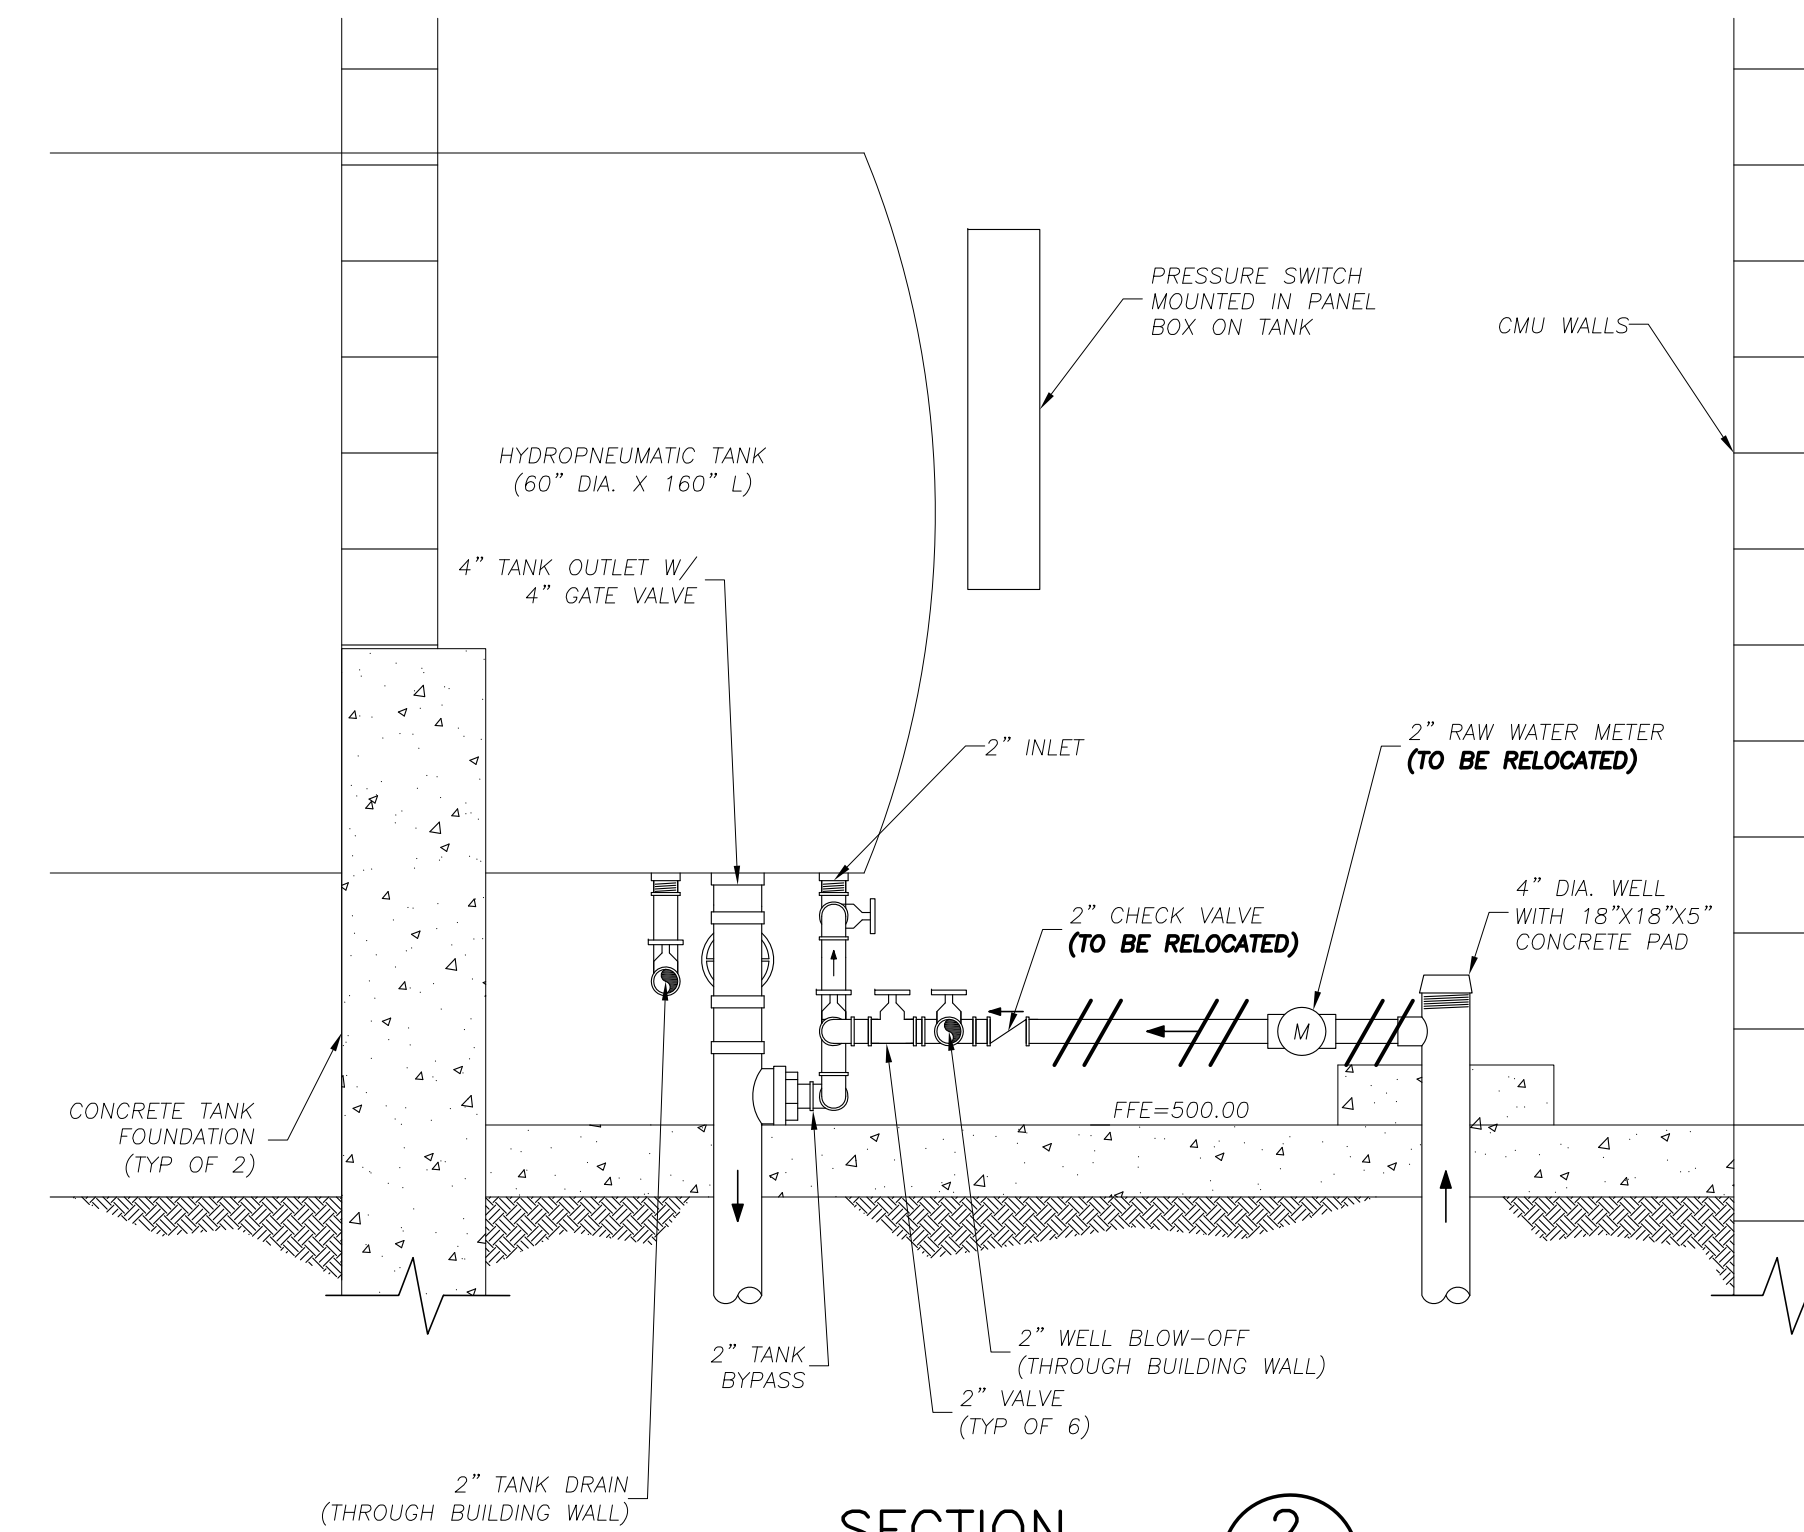 PRESSURE SWITCH
MOUNTED IN PANEL
BOX ON TANK
CMU WALLS
HYDROPNEUMATIC TANK
(60" DIA. X 160" L)
4" TANK OUTLET W/
4" GATE VALVE
2" INLET
2" RAW WATER METER
(TO BE RELOCATED)
4" DIA. WELL
WITH 18"X18"X5"
CONCRETE PAD
2" CHECK VALVE
(TO BE RELOCATED)
M
FFE=500.00
CONCRETE TANK
FOUNDATION
(TYP OF 2)
2" WELL BLOW-OFF
(THROUGH BUILDING WALL)
2" TANK
BYPASS
2" VALVE
(TYP OF 6)
2" TANK DRAIN
(THROUGH BUILDING WALL)
SECTION
2